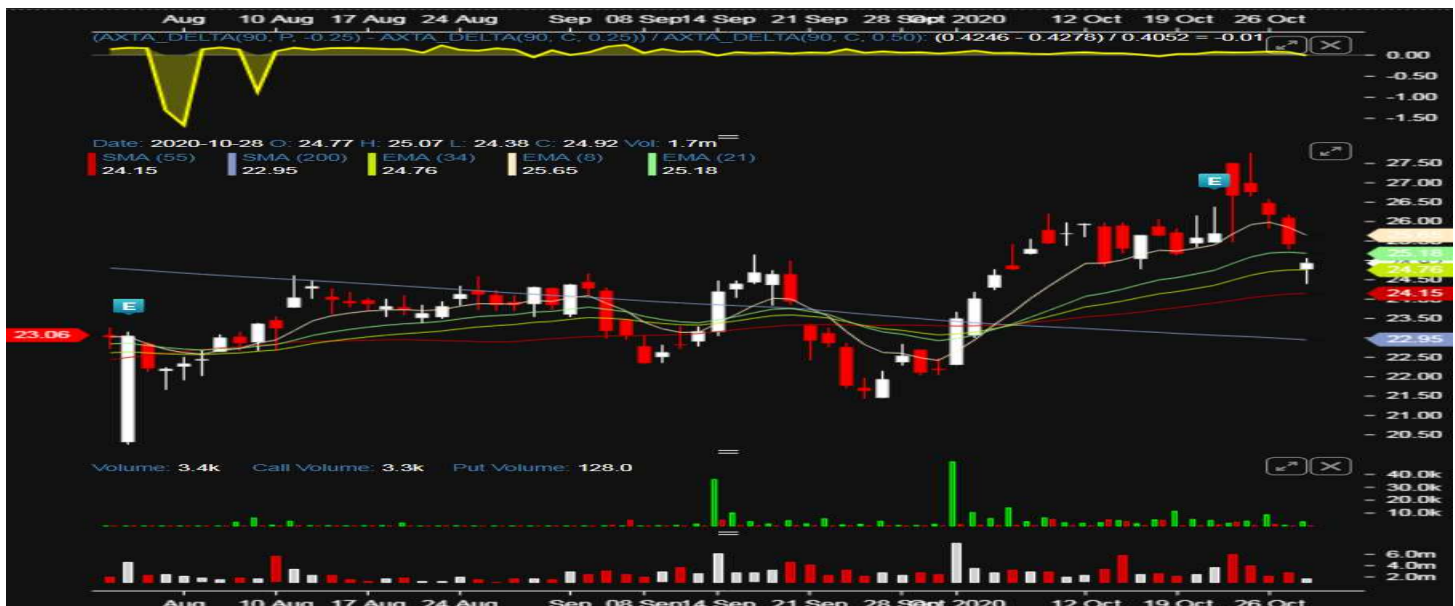 Aug 10 Aug 17 Aug 24 Aug Sep 08 Sep 14 Sep 21 Sep 28 Sep Oct 2020 12 Oct 19 Oct 26 Oct
(AXTA_DELTA(90, P, -0.25) - AXTA_DELTA(90, C, 0.25)) / AXTA_DELTA(90, C, 0.50): (0.4246 - 0.4278) / 0.4052 = -0.01
0.00
-0.50
-1.00
-1.50
Date: 2020-10-28 O: 24.77 H: 25.07 L: 24.38 C: 24.92 Vol: 1.7m
SMA (55) SMA (200) EMA (34) EMA (8) EMA (21)
24.15 22.95 24.76 25.65 25.18
27.50
E
27.00
26.50
26.00
25.18
24.76
24.50
E
24.15
23.50
23.06
22.95
22.50
22.00
21.50
21.00
20.50
Volume: 3.4k Call Volume: 3.3k Put Volume: 128.0
40.0k
30.0k
20.0k
10.0k
6.0m
4.0m
2.0m
Aug 10 Aug 17 Aug 24 Aug Sep 08 Sep 14 Sep 21 Sep 28 Sep Oct 2020 12 Oct 19 Oct 26 Oct